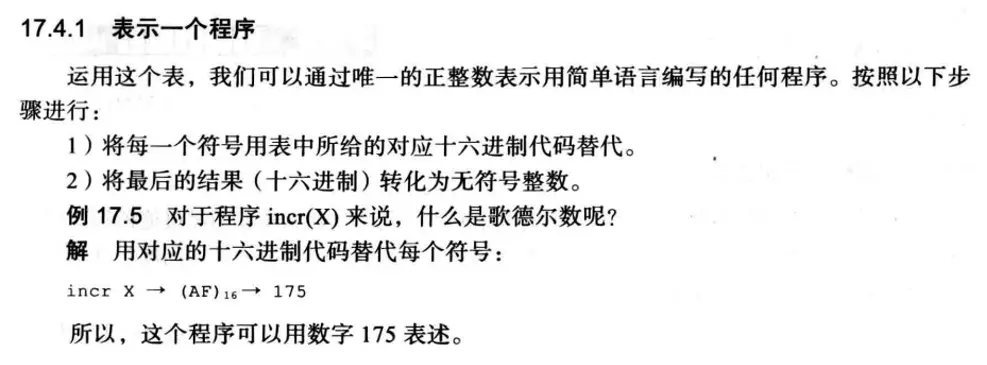 17.4.1 表示一个程序
运用这个表，我们可以通过唯一的正整数表示用简单语言编写的任何程序。按照以下步
骤进行：
1）将每一个符号用表中所给的对应十六进制代码替代。
2）将最后的结果（十六进制）转化为无符号整数。
例 17.5 对于程序 incr(X) 来说，什么是歌德尔数呢？
解 用对应的十六进制代码替代每个符号：
incr X → (AF)₁₆→ 175
所以，这个程序可以用数字 175 表述。